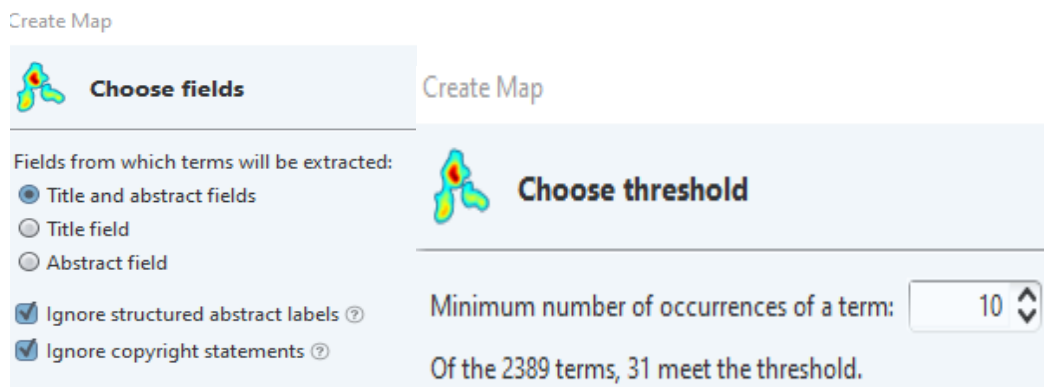 Create Map
Choose fields
Fields from which terms will be extracted:
Title and abstract fields
Title field
Abstract field
Ignore structured abstract labels ?
Ignore copyright statements ?
Create Map
Choose threshold
Minimum number of occurrences of a term: 10
Of the 2389 terms, 31 meet the threshold.